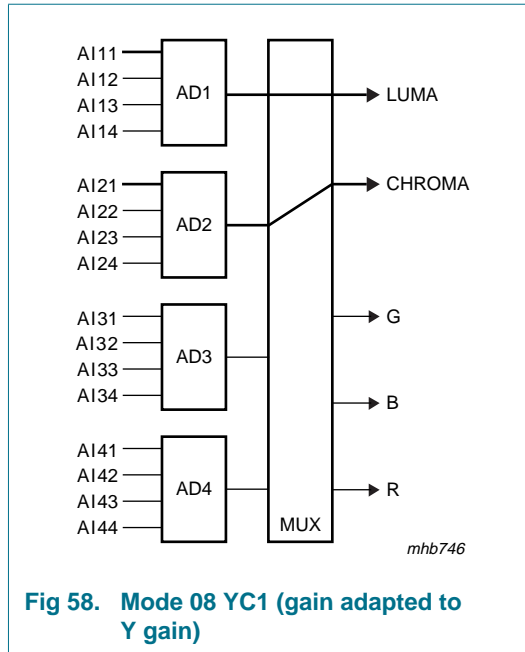 AI11
AI12
AI13
AI14
AD1
LUMA
AI21
AI22
AI23
AI24
AD2
CHROMA
AI31
AI32
AI33
AI34
AD3
G
B
AI41
AI42
AI43
AI44
AD4
R
MUX
mhb746
Fig 58. Mode 08 YC1 (gain adapted to
Y gain)